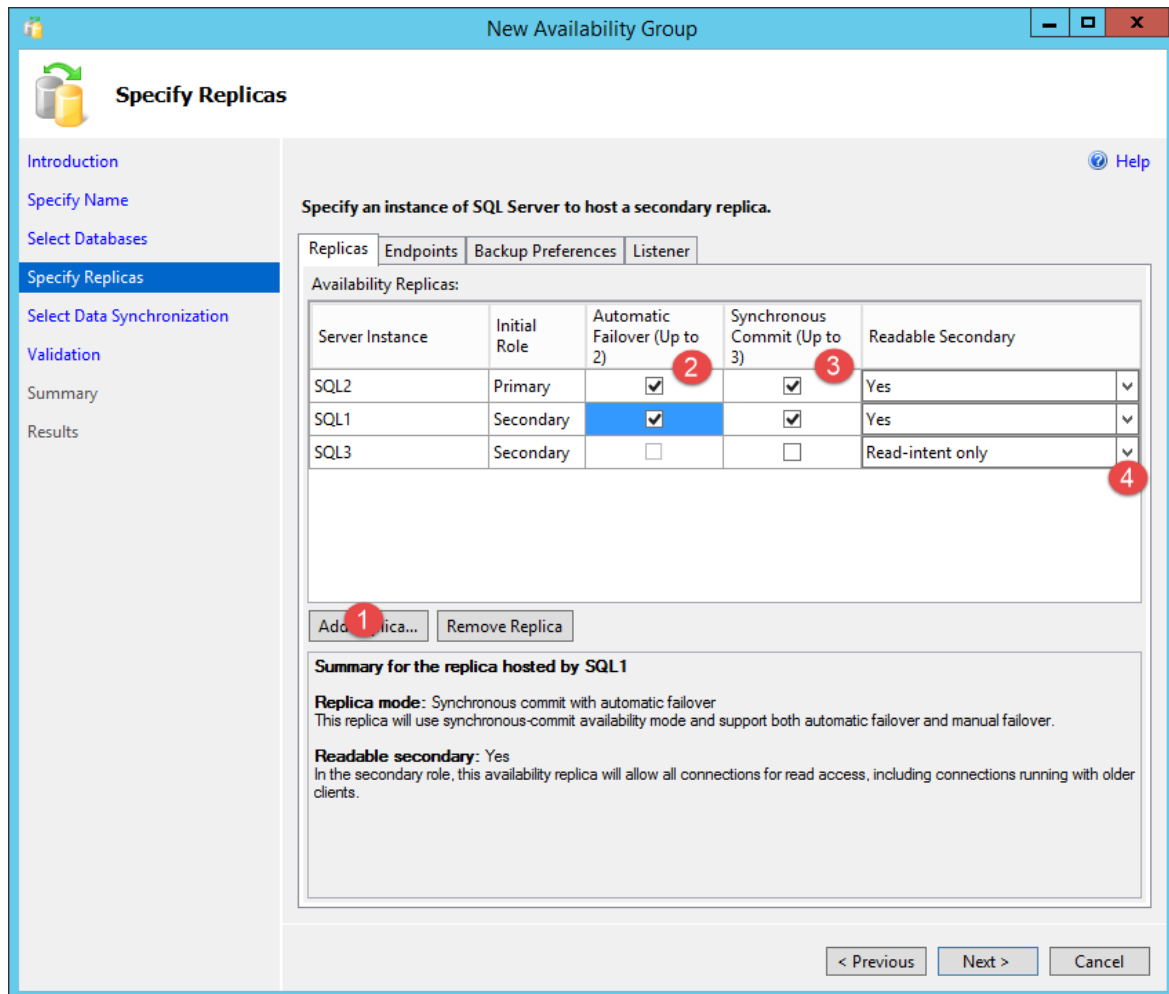 New Availability Group
Specify Replicas
Introduction
Specify Name
Select Databases
Specify Replicas
Select Data Synchronization
Validation
Summary
Results
Help
Specify an instance of SQL Server to host a secondary replica.
Replicas Endpoints Backup Preferences Listener
Availability Replicas:
Server Instance
Initial
Role
Automatic
Failover (Up to
2)
2
Synchronous
Commit (Up to
3)
3
Readable Secondary
SQL2 Primary Yes
SQL1 Secondary Yes
SQL3 Secondary Read-intent only
4
1
Remove Replica
Summary for the replica hosted by SQL1
Replica mode: Synchronous commit with automatic failover
This replica will use synchronous-commit availability mode and support both automatic failover and manual failover.
Readable secondary: Yes
In the secondary role, this availability replica will allow all connections for read access, including connections running with older
clients.
< Previous Next > Cancel